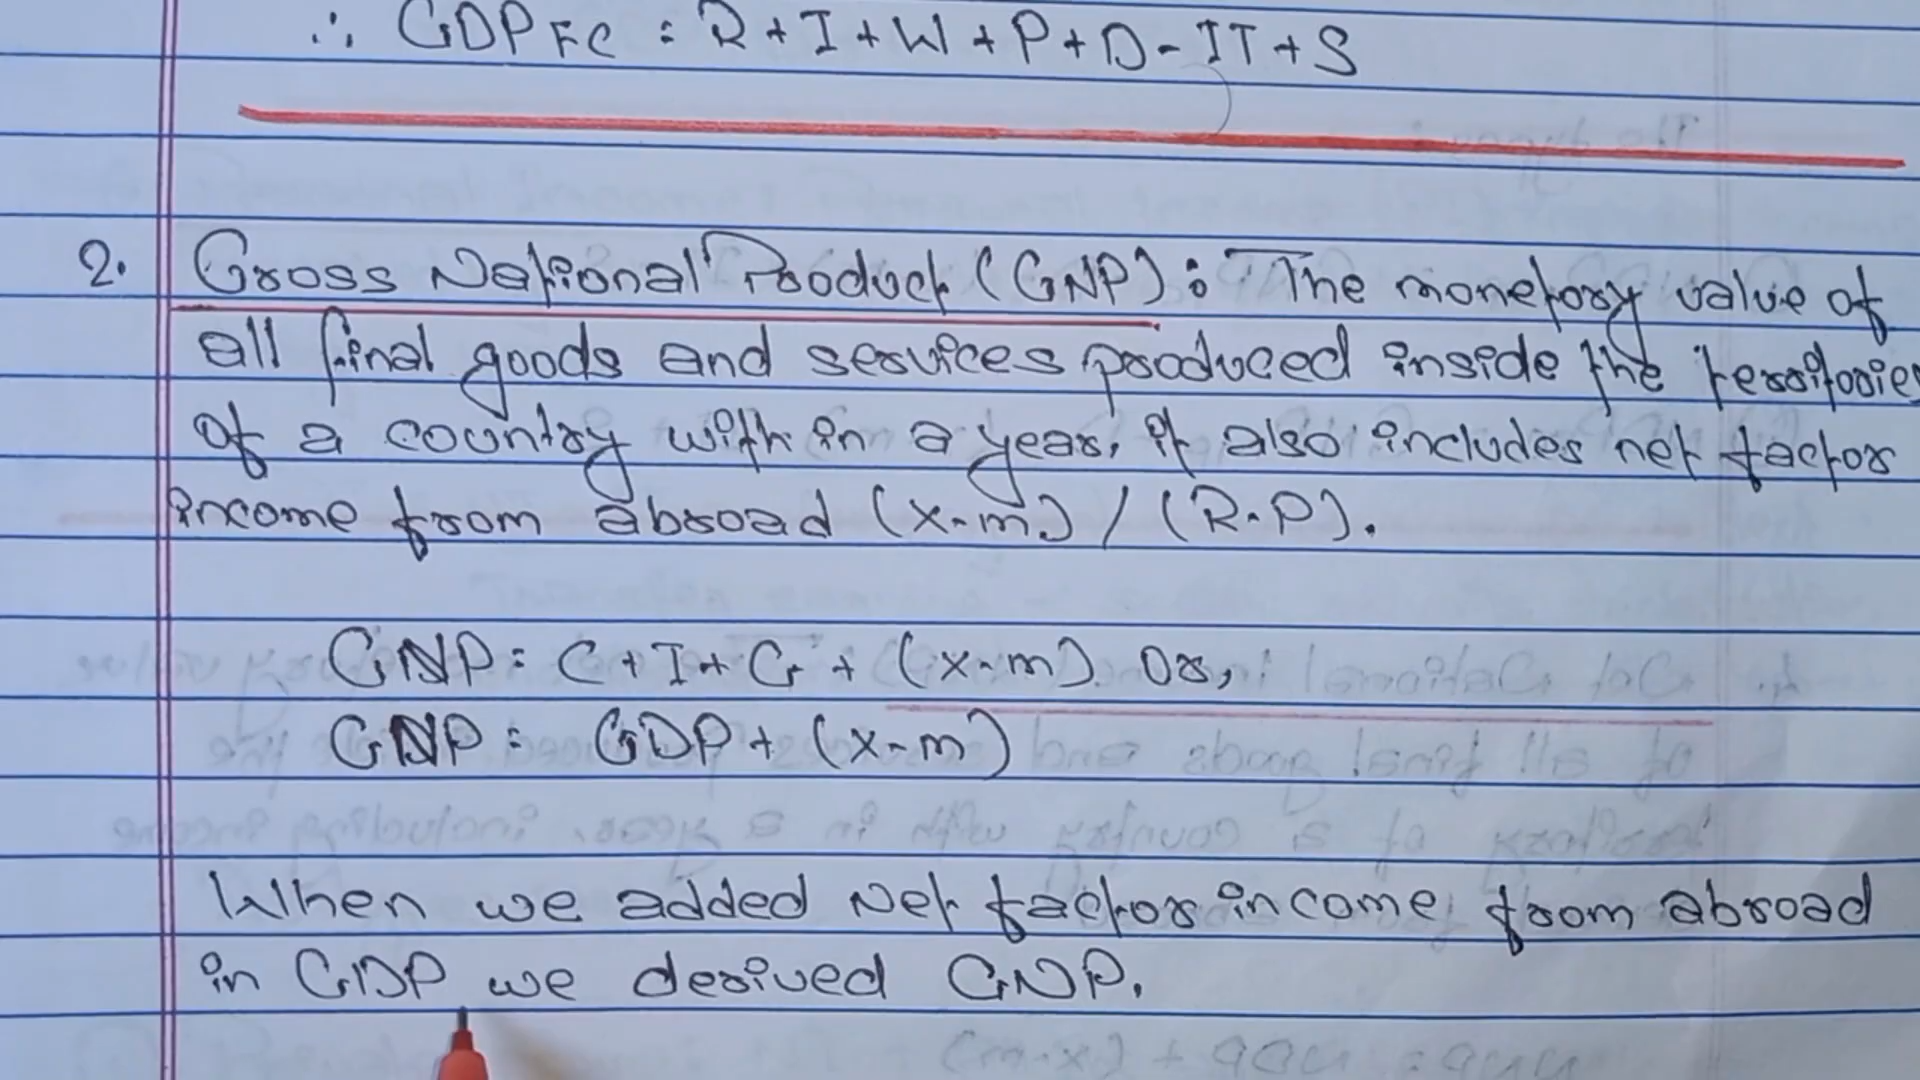 ∴ GDP FC = R + I + W + P + D - IT + S
2. Gross National Product (GNP) : The monetory value of
all final goods and services produced inside the territories
of a country with in a year, it also includes net factor
income from abroad (x-m) / (R-P).
GNP = C + I + G + (x-m) Or,
GNP = GDP + (x-m)
When we added Net factor income from abroad
in GDP we derived GNP.